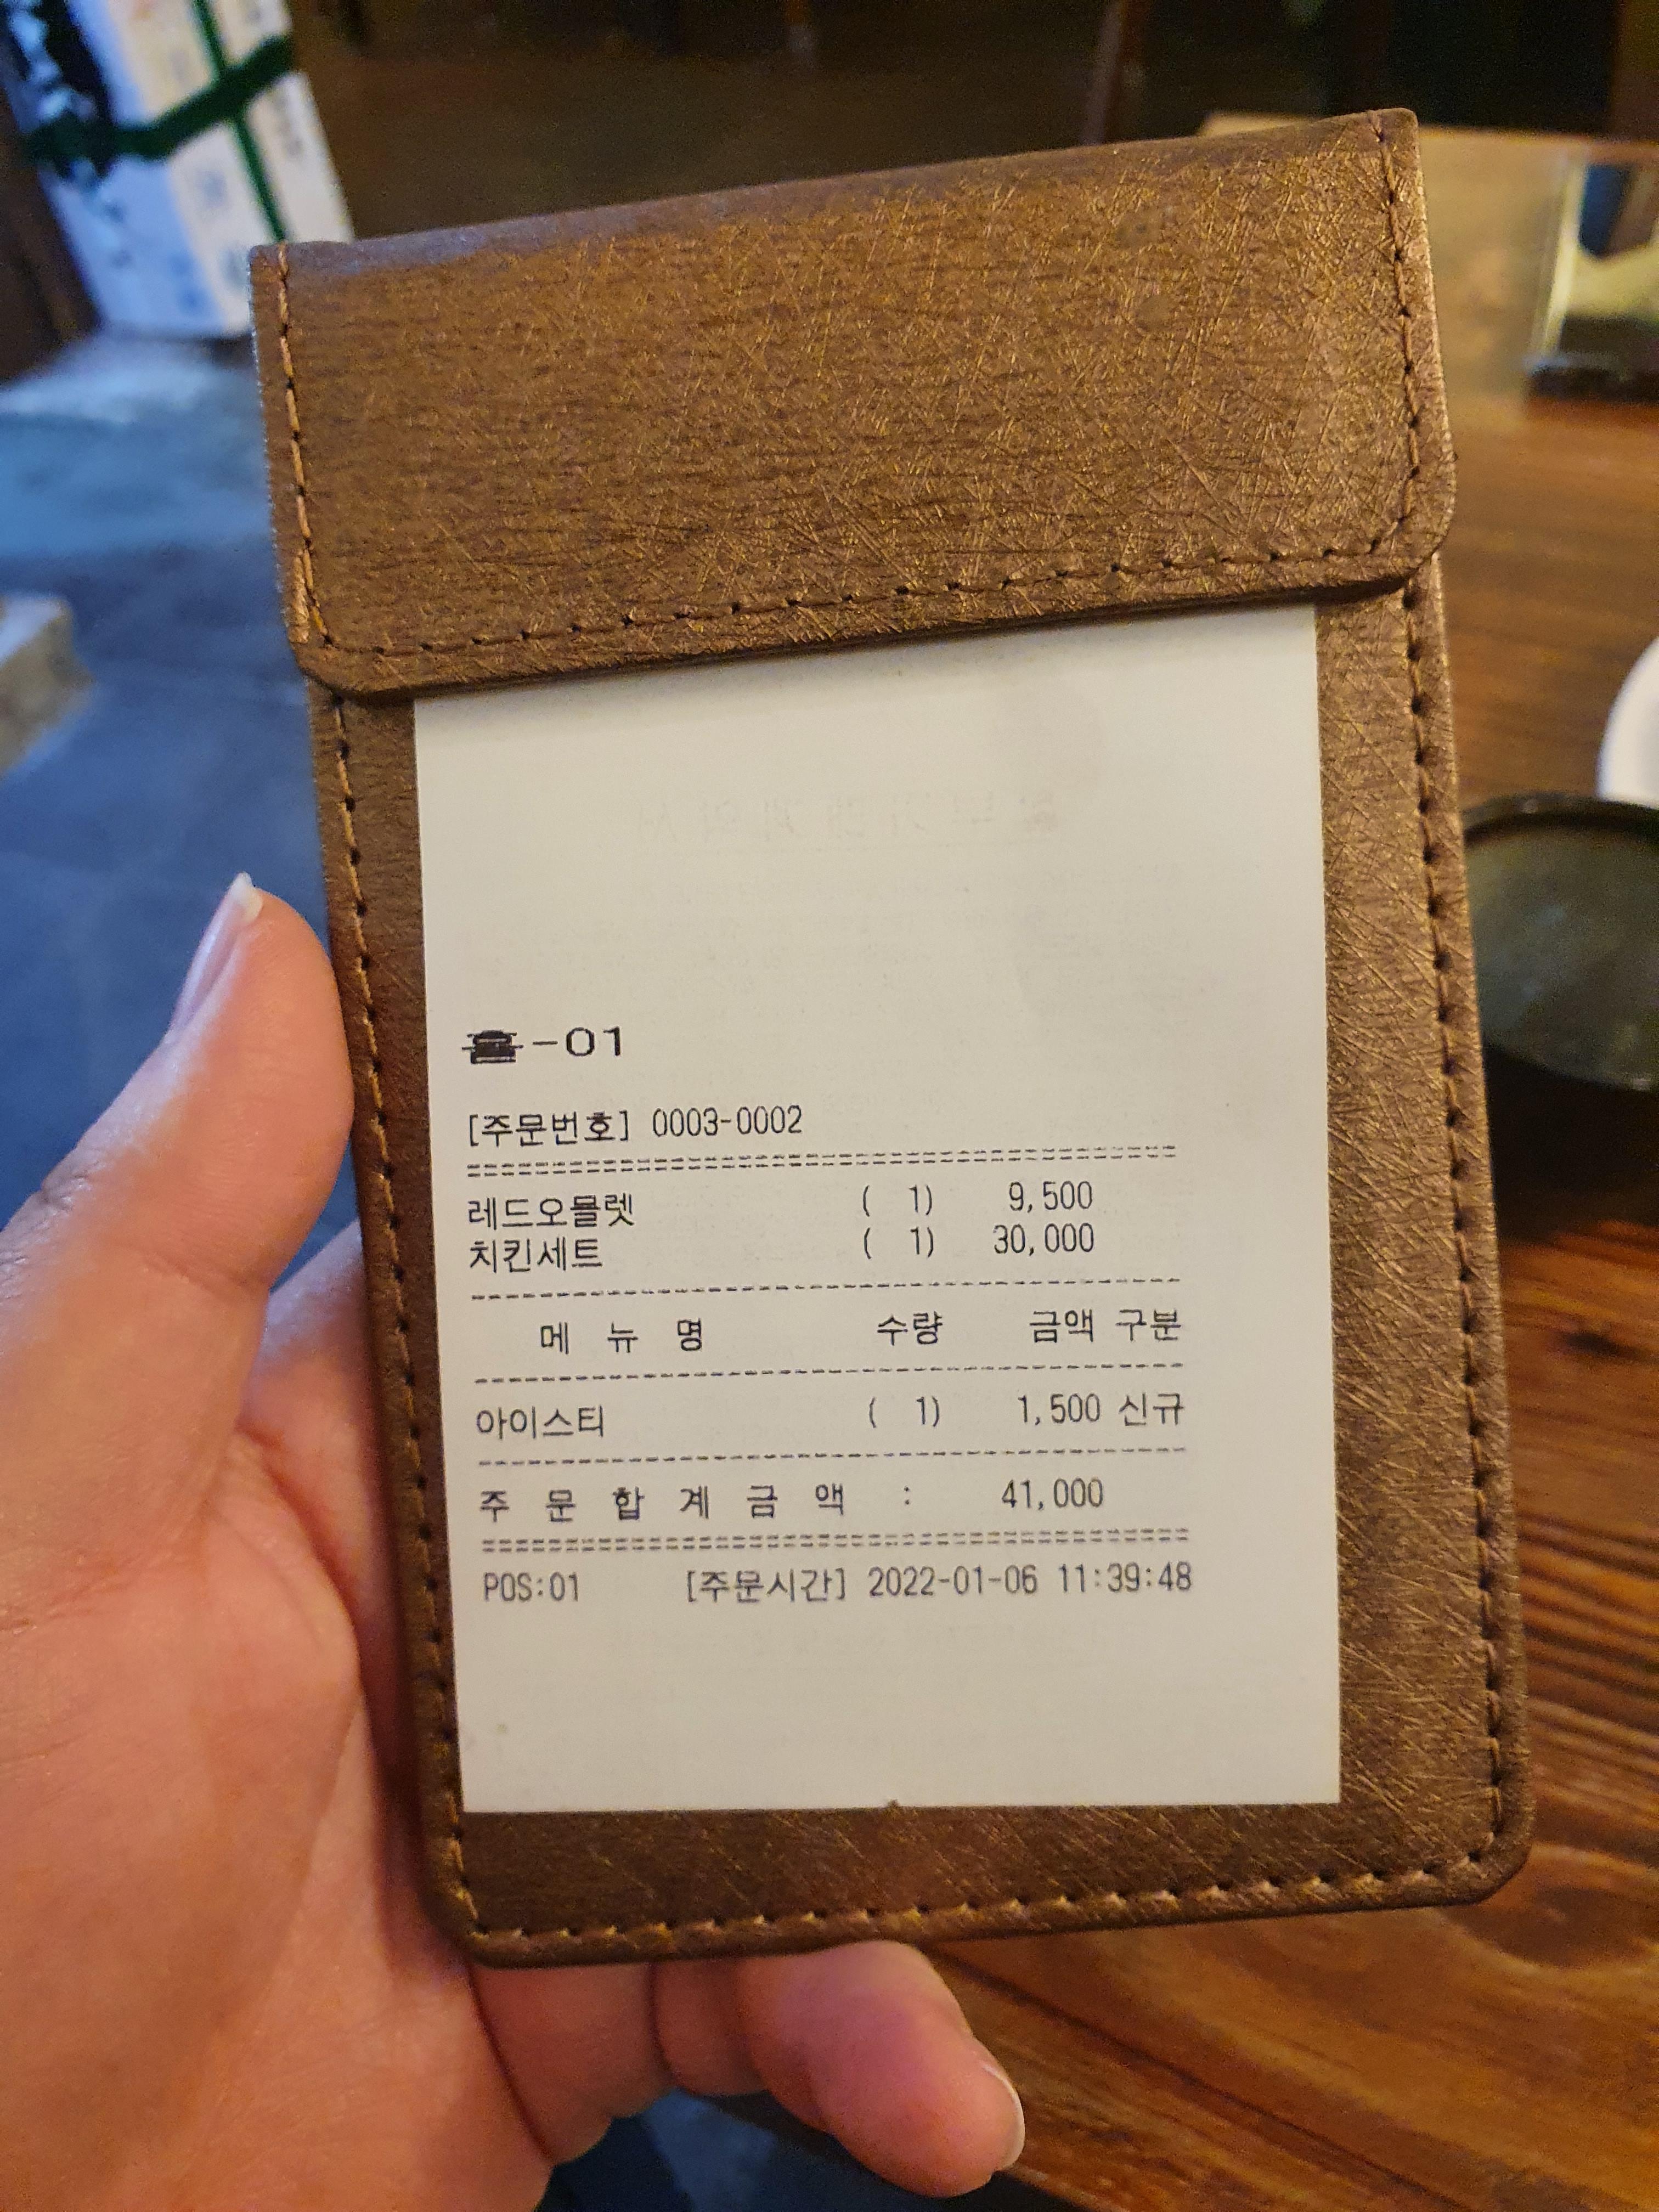 홀-01
[주문번호] 0003-0002
레드오믈렛 ( 1) 9,500
치킨세트 ( 1) 30,000
메 뉴 명 수량 금액 구분
아이스티 ( 1) 1,500 신규
주 문 합 계 금 액 : 41,000
POS:01 [주문시간] 2022-01-06 11:39:48